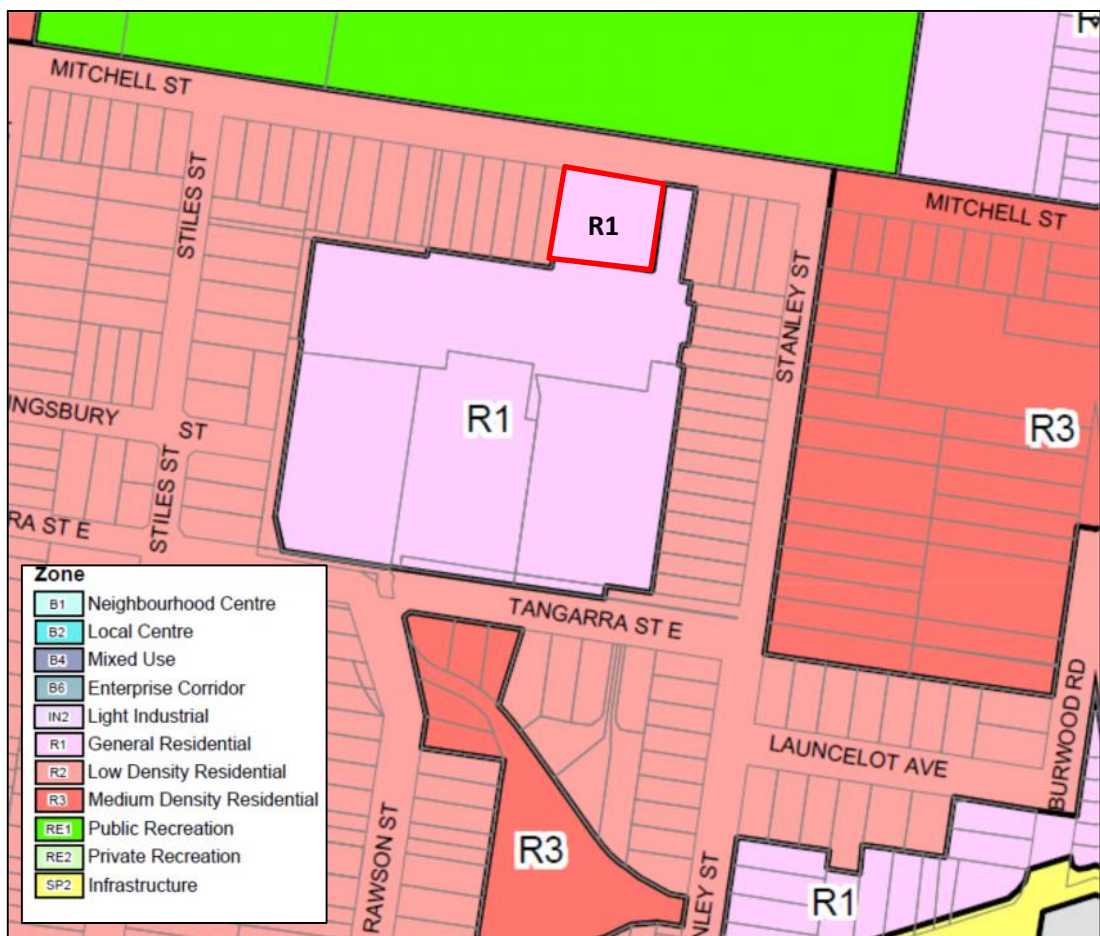 MITCHELL ST
MITCHELL ST
STILES ST
R1
STANLEY ST
R1
R3
INGSBURY
ST
STILES ST
RA ST E
TANGARRA ST E
BURWOOD RD
LAUNCELOT AVE
RAWSON ST
R3
NLEY ST
R1
Zone
B1 Neighbourhood Centre
B2 Local Centre
B4 Mixed Use
B6 Enterprise Corridor
IN2 Light Industrial
R1 General Residential
R2 Low Density Residential
R3 Medium Density Residential
RE1 Public Recreation
RE2 Private Recreation
SP2 Infrastructure